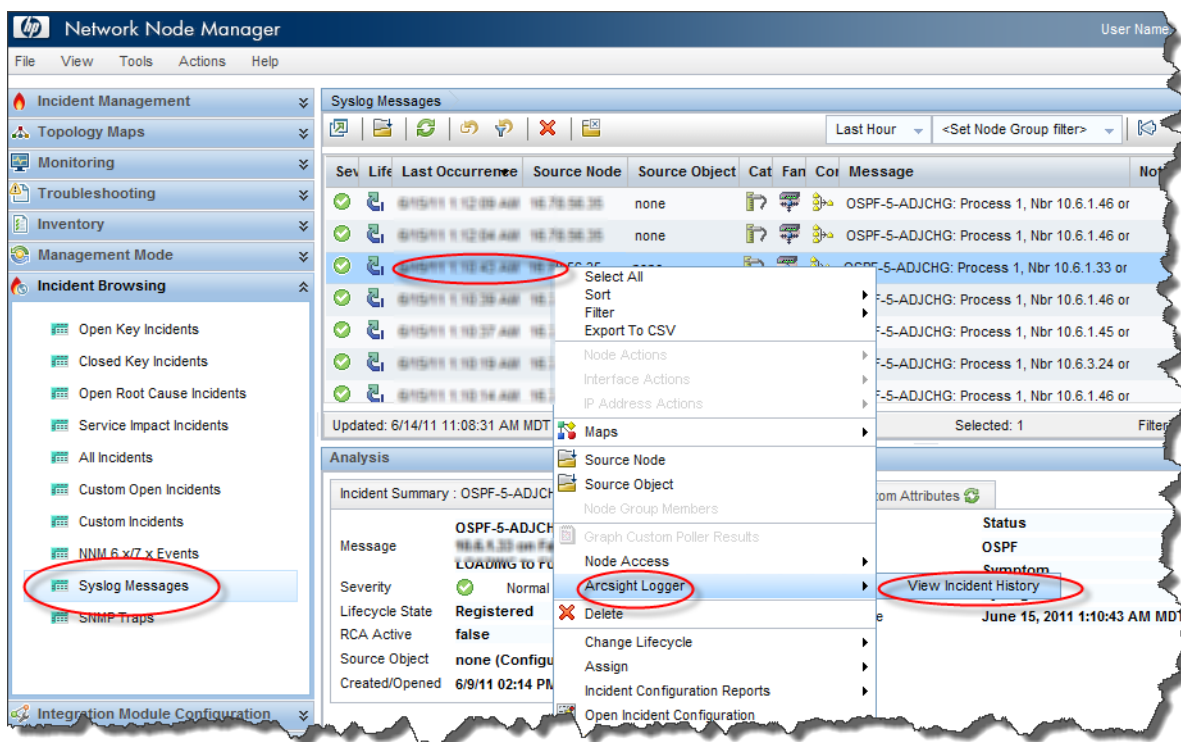 hp Network Node Manager User Name
File View Tools Actions Help
Incident Management
Topology Maps
Monitoring
Troubleshooting
Inventory
Management Mode
Incident Browsing
Open Key Incidents
Closed Key Incidents
Open Root Cause Incidents
Service Impact Incidents
All Incidents
Custom Open Incidents
Custom Incidents
NNM 6.x/7.x Events
Syslog Messages
SNMP Traps
Integration Module Configuration
Syslog Messages
Last Hour <Set Node Group filter>
Sev Life Last Occurrence Source Node Source Object Cat Fan Cor Message Not
none OSPF-5-ADJCHG: Process 1, Nbr 10.6.1.46 or
none OSPF-5-ADJCHG: Process 1, Nbr 10.6.1.46 or
OSPF-5-ADJCHG: Process 1, Nbr 10.6.1.33 or
F-5-ADJCHG: Process 1, Nbr 10.6.1.46 or
F-5-ADJCHG: Process 1, Nbr 10.6.1.45 or
F-5-ADJCHG: Process 1, Nbr 10.6.3.24 or
F-5-ADJCHG: Process 1, Nbr 10.6.1.46 or
Updated: 6/14/11 11:08:31 AM MDT Selected: 1 Filter
Select All
Sort
Filter
Export To CSV
Node Actions
Interface Actions
IP Address Actions
Maps
Source Node
Source Object
Node Group Members
Graph Custom Poller Results
Node Access
Arcsight Logger
View Incident History
Delete
Change Lifecycle
Assign
Incident Configuration Reports
Open Incident Configuration
Analysis
Incident Summary : OSPF-5-ADJCH
tom Attributes
Message OSPF-5-ADJCH
LOADING to FU
Severity Normal
Lifecycle State Registered
RCA Active false
Source Object none (Configu
Created/Opened 6/9/11 02:14 PM
Status
OSPF
Symptom
June 15, 2011 1:10:43 AM MDT